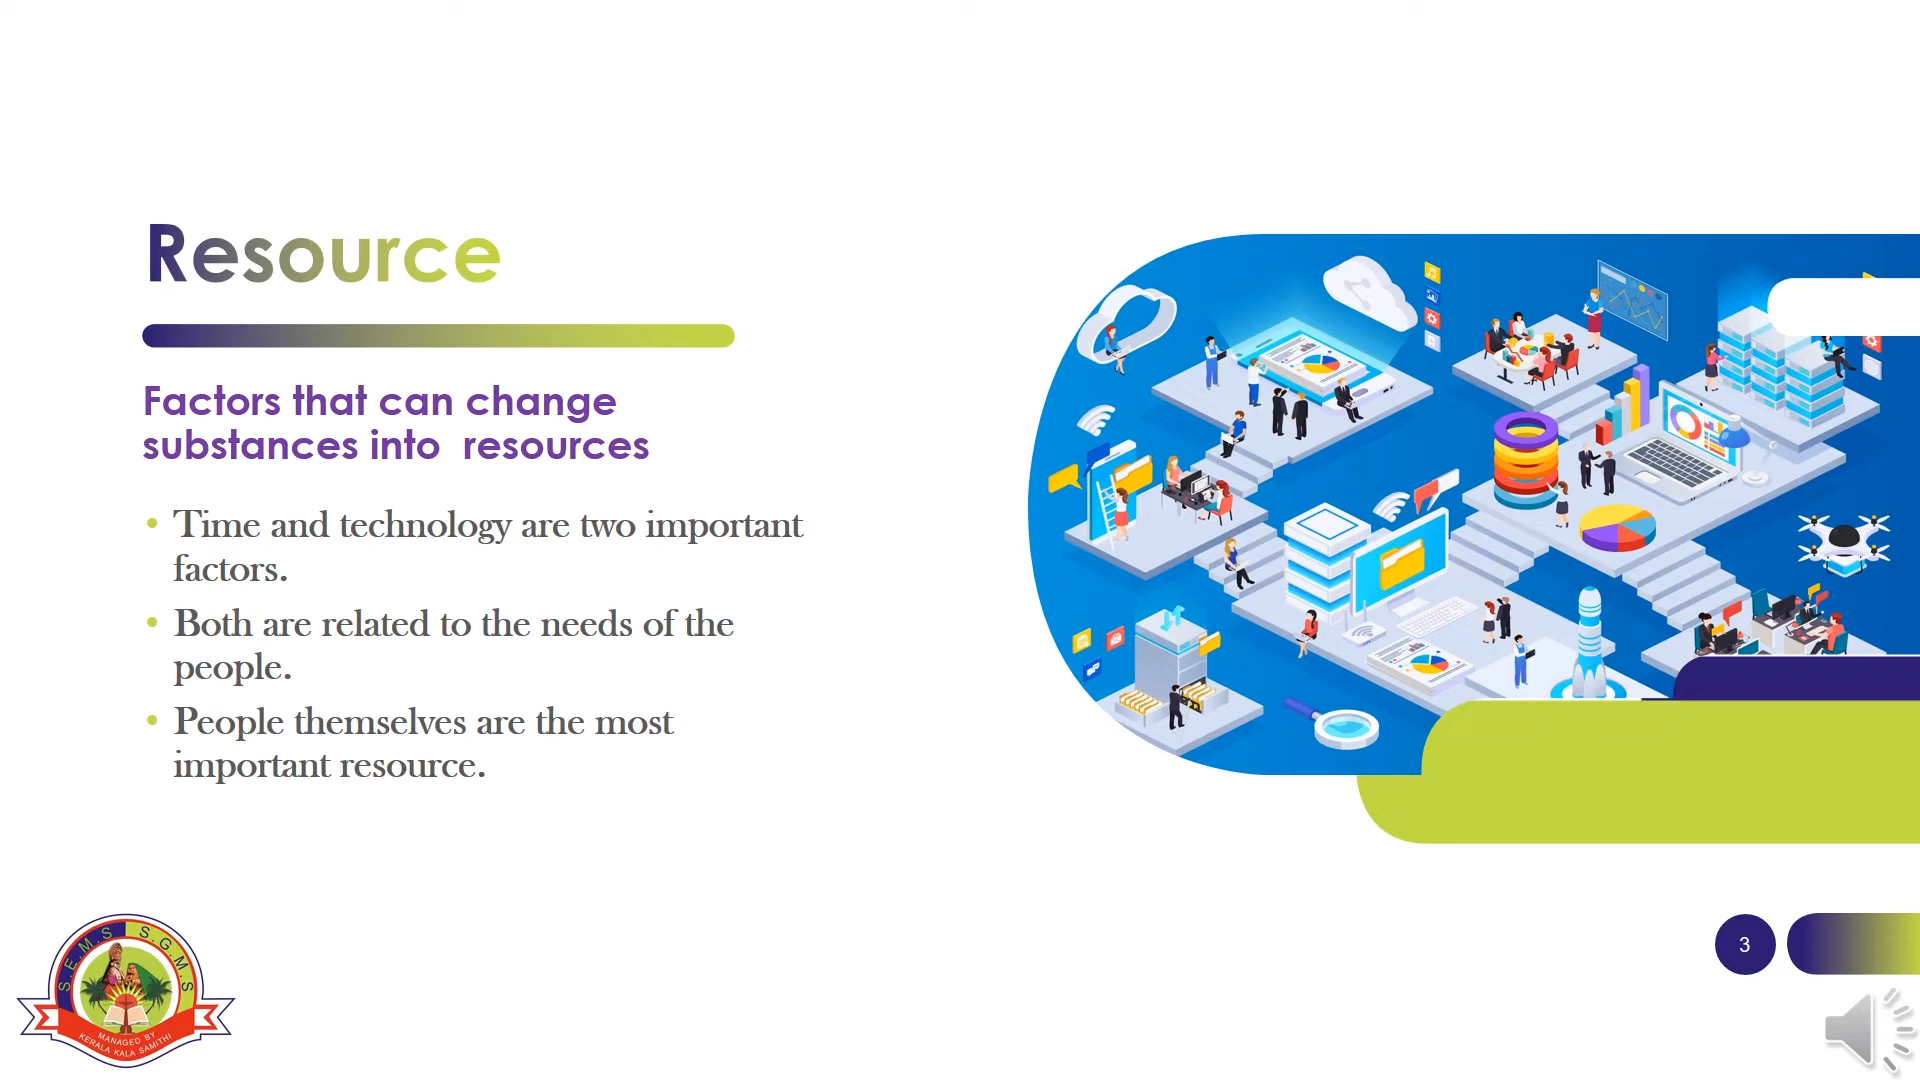 Resource
Factors that can change
substances into resources
• Time and technology are two important
factors.
• Both are related to the needs of the
people.
• People themselves are the most
important resource.
3
S.E.M.S S.G.M.S
MANAGED BY
KERALA KALA SAMITHI